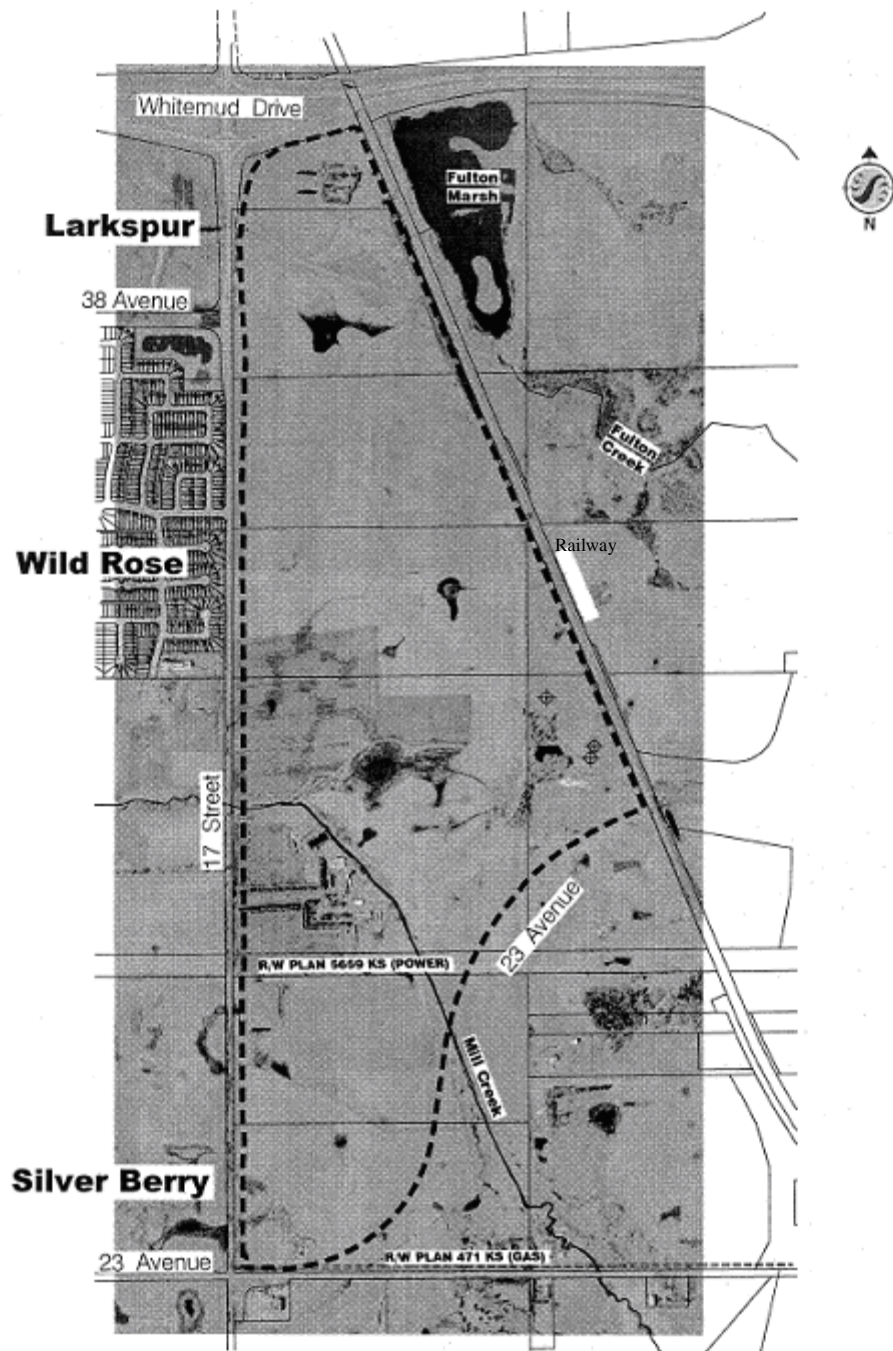 Whitemud Drive
Fulton
Marsh
N
Larkspur
38 Avenue
Fulton
Creek
Wild Rose
Railway
17 Street
23 Avenue
R/W PLAN 5659 KS (POWER)
Mill Creek
Silver Berry
R/W PLAN 471 KS (GAS)
23 Avenue